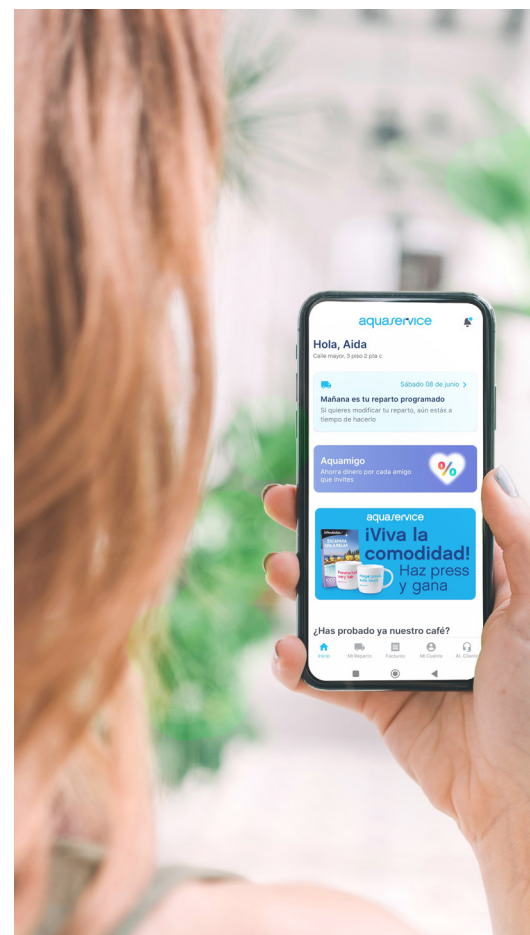 aquaservice
Hola, Aida
Calle mayor, 3 piso 2 pta c
Sábado 08 de junio
Mañana es tu reparto programado
Si quieres modificar tu reparto, aún estás a
tiempo de hacerlo
Aquamigo
Ahorra dinero por cada amigo
que invites
%
aquaservice
¡Viva la
comodidad!
Haz press
y gana
¿Has probado ya nuestro café?
Inicio
Mi Reparto
Facturas
Mi Cuenta
At. Cliente